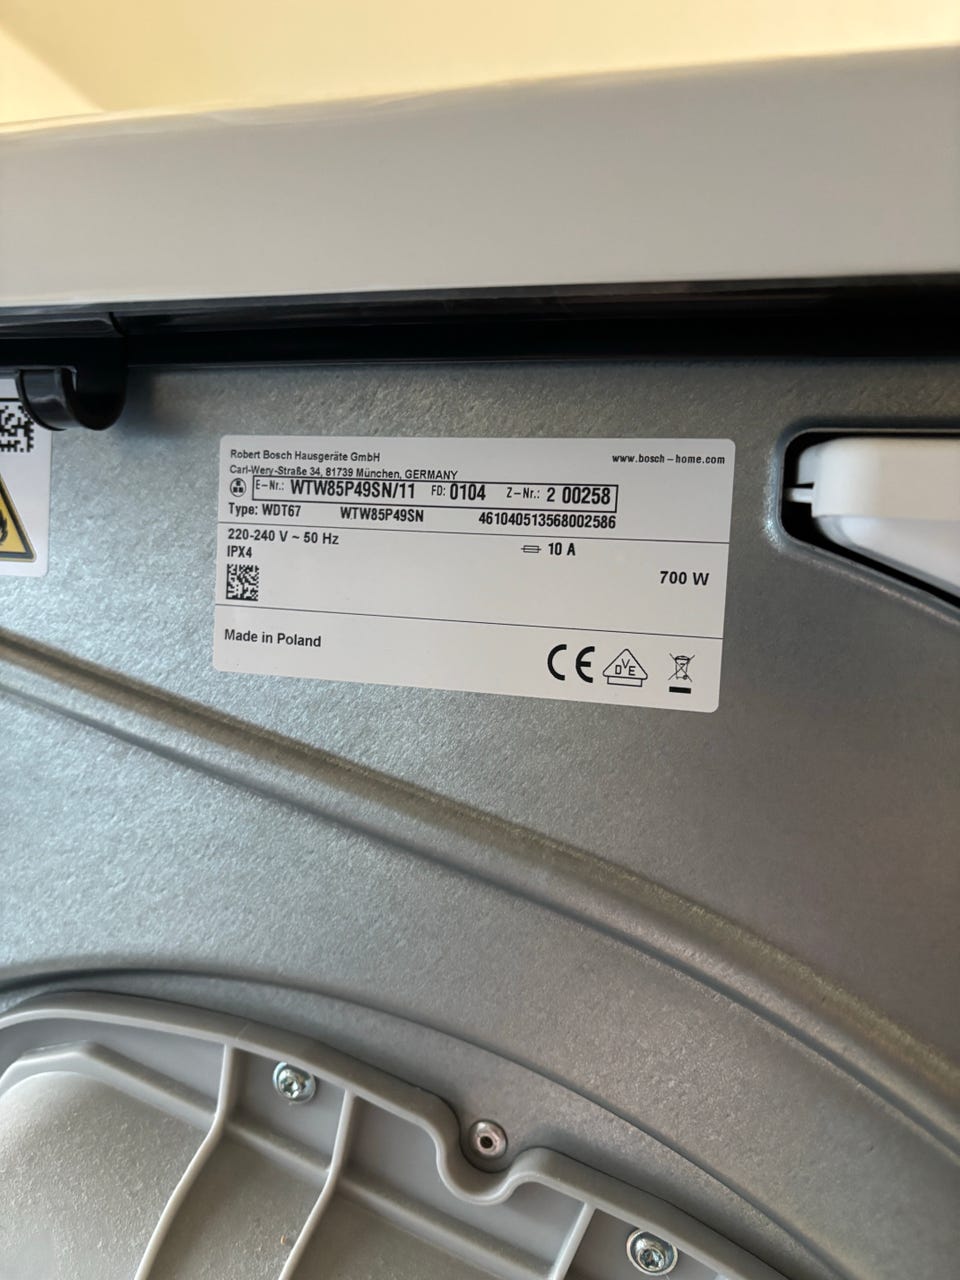 Robert Bosch Hausgeräte GmbH
www.bosch-home.com
Carl-Wery-Straße 34, 81739 München, GERMANY
E-Nr.: WTW85P49SN/11 FD: 0104 Z-Nr.: 2 00258
Type: WDT67 WTW85P49SN 461040513568002586
220-240 V ~ 50 Hz 10 A
IPX4
700 W
Made in Poland
CE DVE